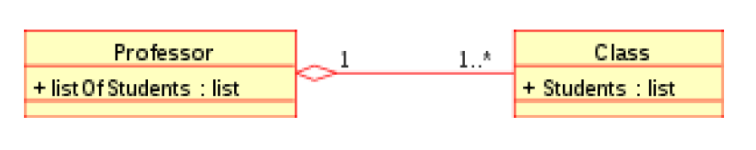 Professor
+ listOfStudents : list
1
1..*
Class
+ Students : list